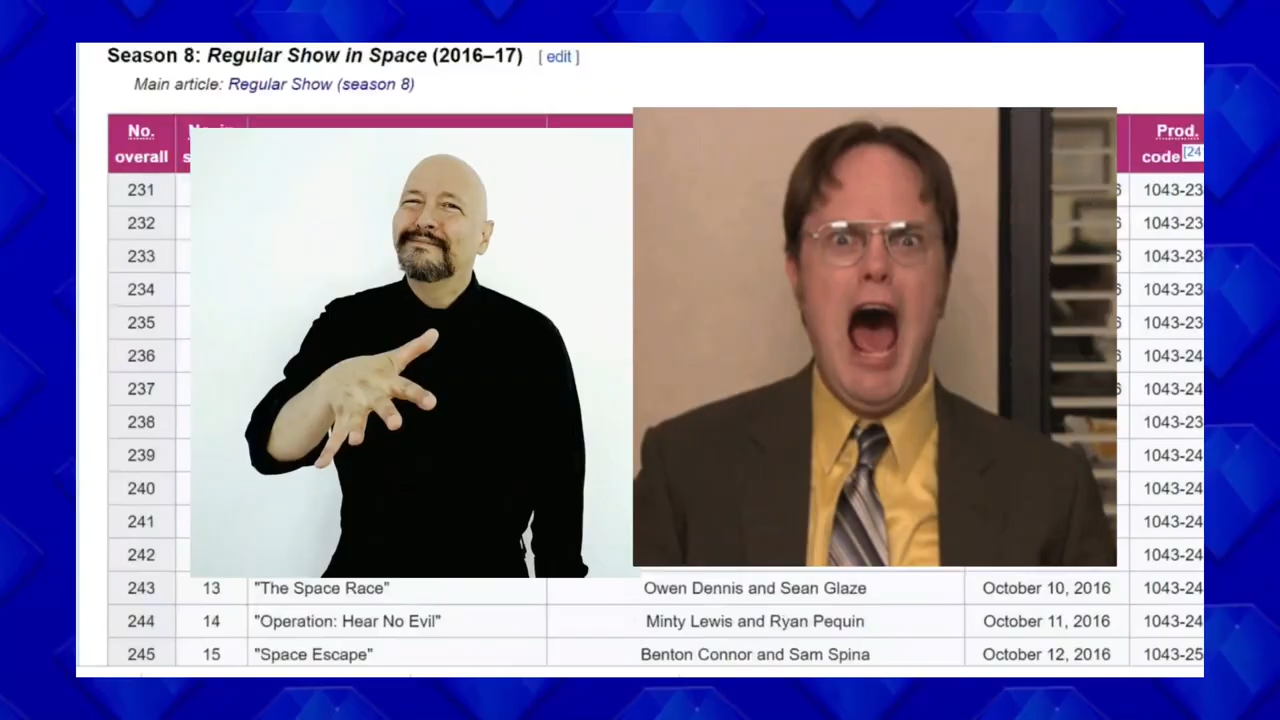 Season 8: Regular Show in Space (2016–17) [ edit ]
Main article: Regular Show (season 8)
No. overall Prod. code [24
231 1043-23
232 1043-23
233 1043-23
234 1043-23
235 1043-23
236 1043-24
237 1043-24
238 1043-23
239 1043-24
240 1043-24
241 1043-24
242 1043-24
243 13 "The Space Race" Owen Dennis and Sean Glaze October 10, 2016 1043-24
244 14 "Operation: Hear No Evil" Minty Lewis and Ryan Pequin October 11, 2016 1043-24
245 15 "Space Escape" Benton Connor and Sam Spina October 12, 2016 1043-25